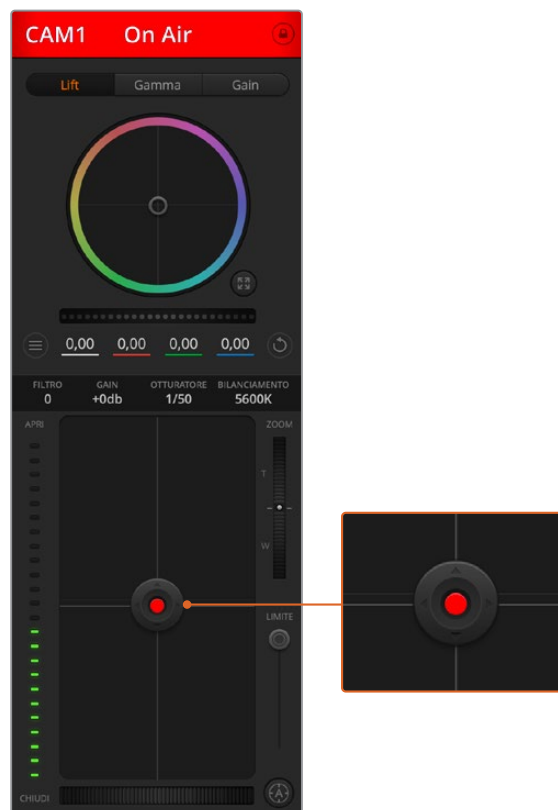 CAM1 On Air
Lift Gamma Gain
0,00 0,00 0,00 0,00
FILTRO GAIN OTTURATORE BILANCIAMENTO
0 +0db 1/50 5600K
APRI ZOOM
T
W
LIMITE
CHIUDI A